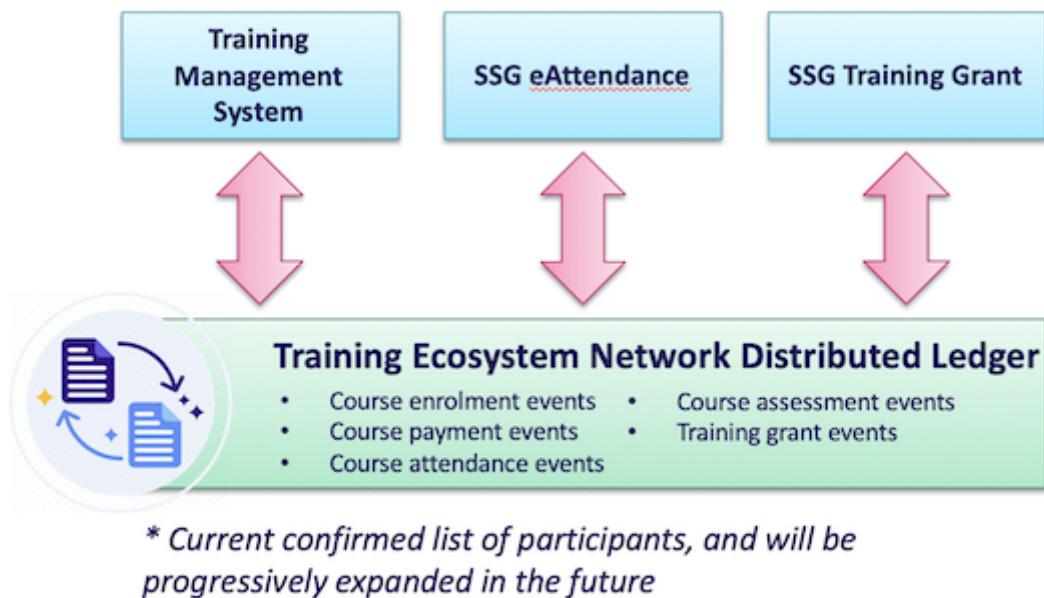 Training
Management
System
SSG eAttendance
SSG Training Grant
Training Ecosystem Network Distributed Ledger
• Course enrolment events
• Course payment events
• Course attendance events
• Course assessment events
• Training grant events
* Current confirmed list of participants, and will be
progressively expanded in the future